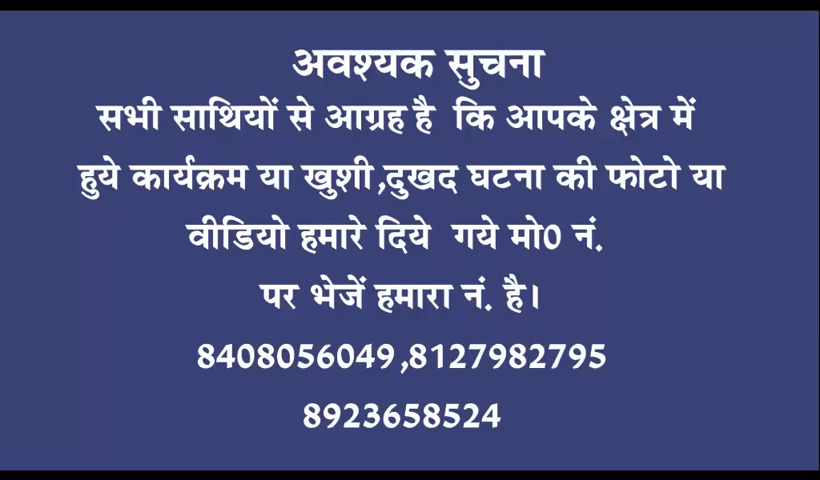 अवश्यक सुचना
सभी साथियों से आग्रह है कि आपके क्षेत्र में
हुये कार्यक्रम या खुशी,दुखद घटना की फोटो या
वीडियो हमारे दिये गये मो0 नं.
पर भेजें हमारा नं. है।
8408056049,8127982795
8923658524